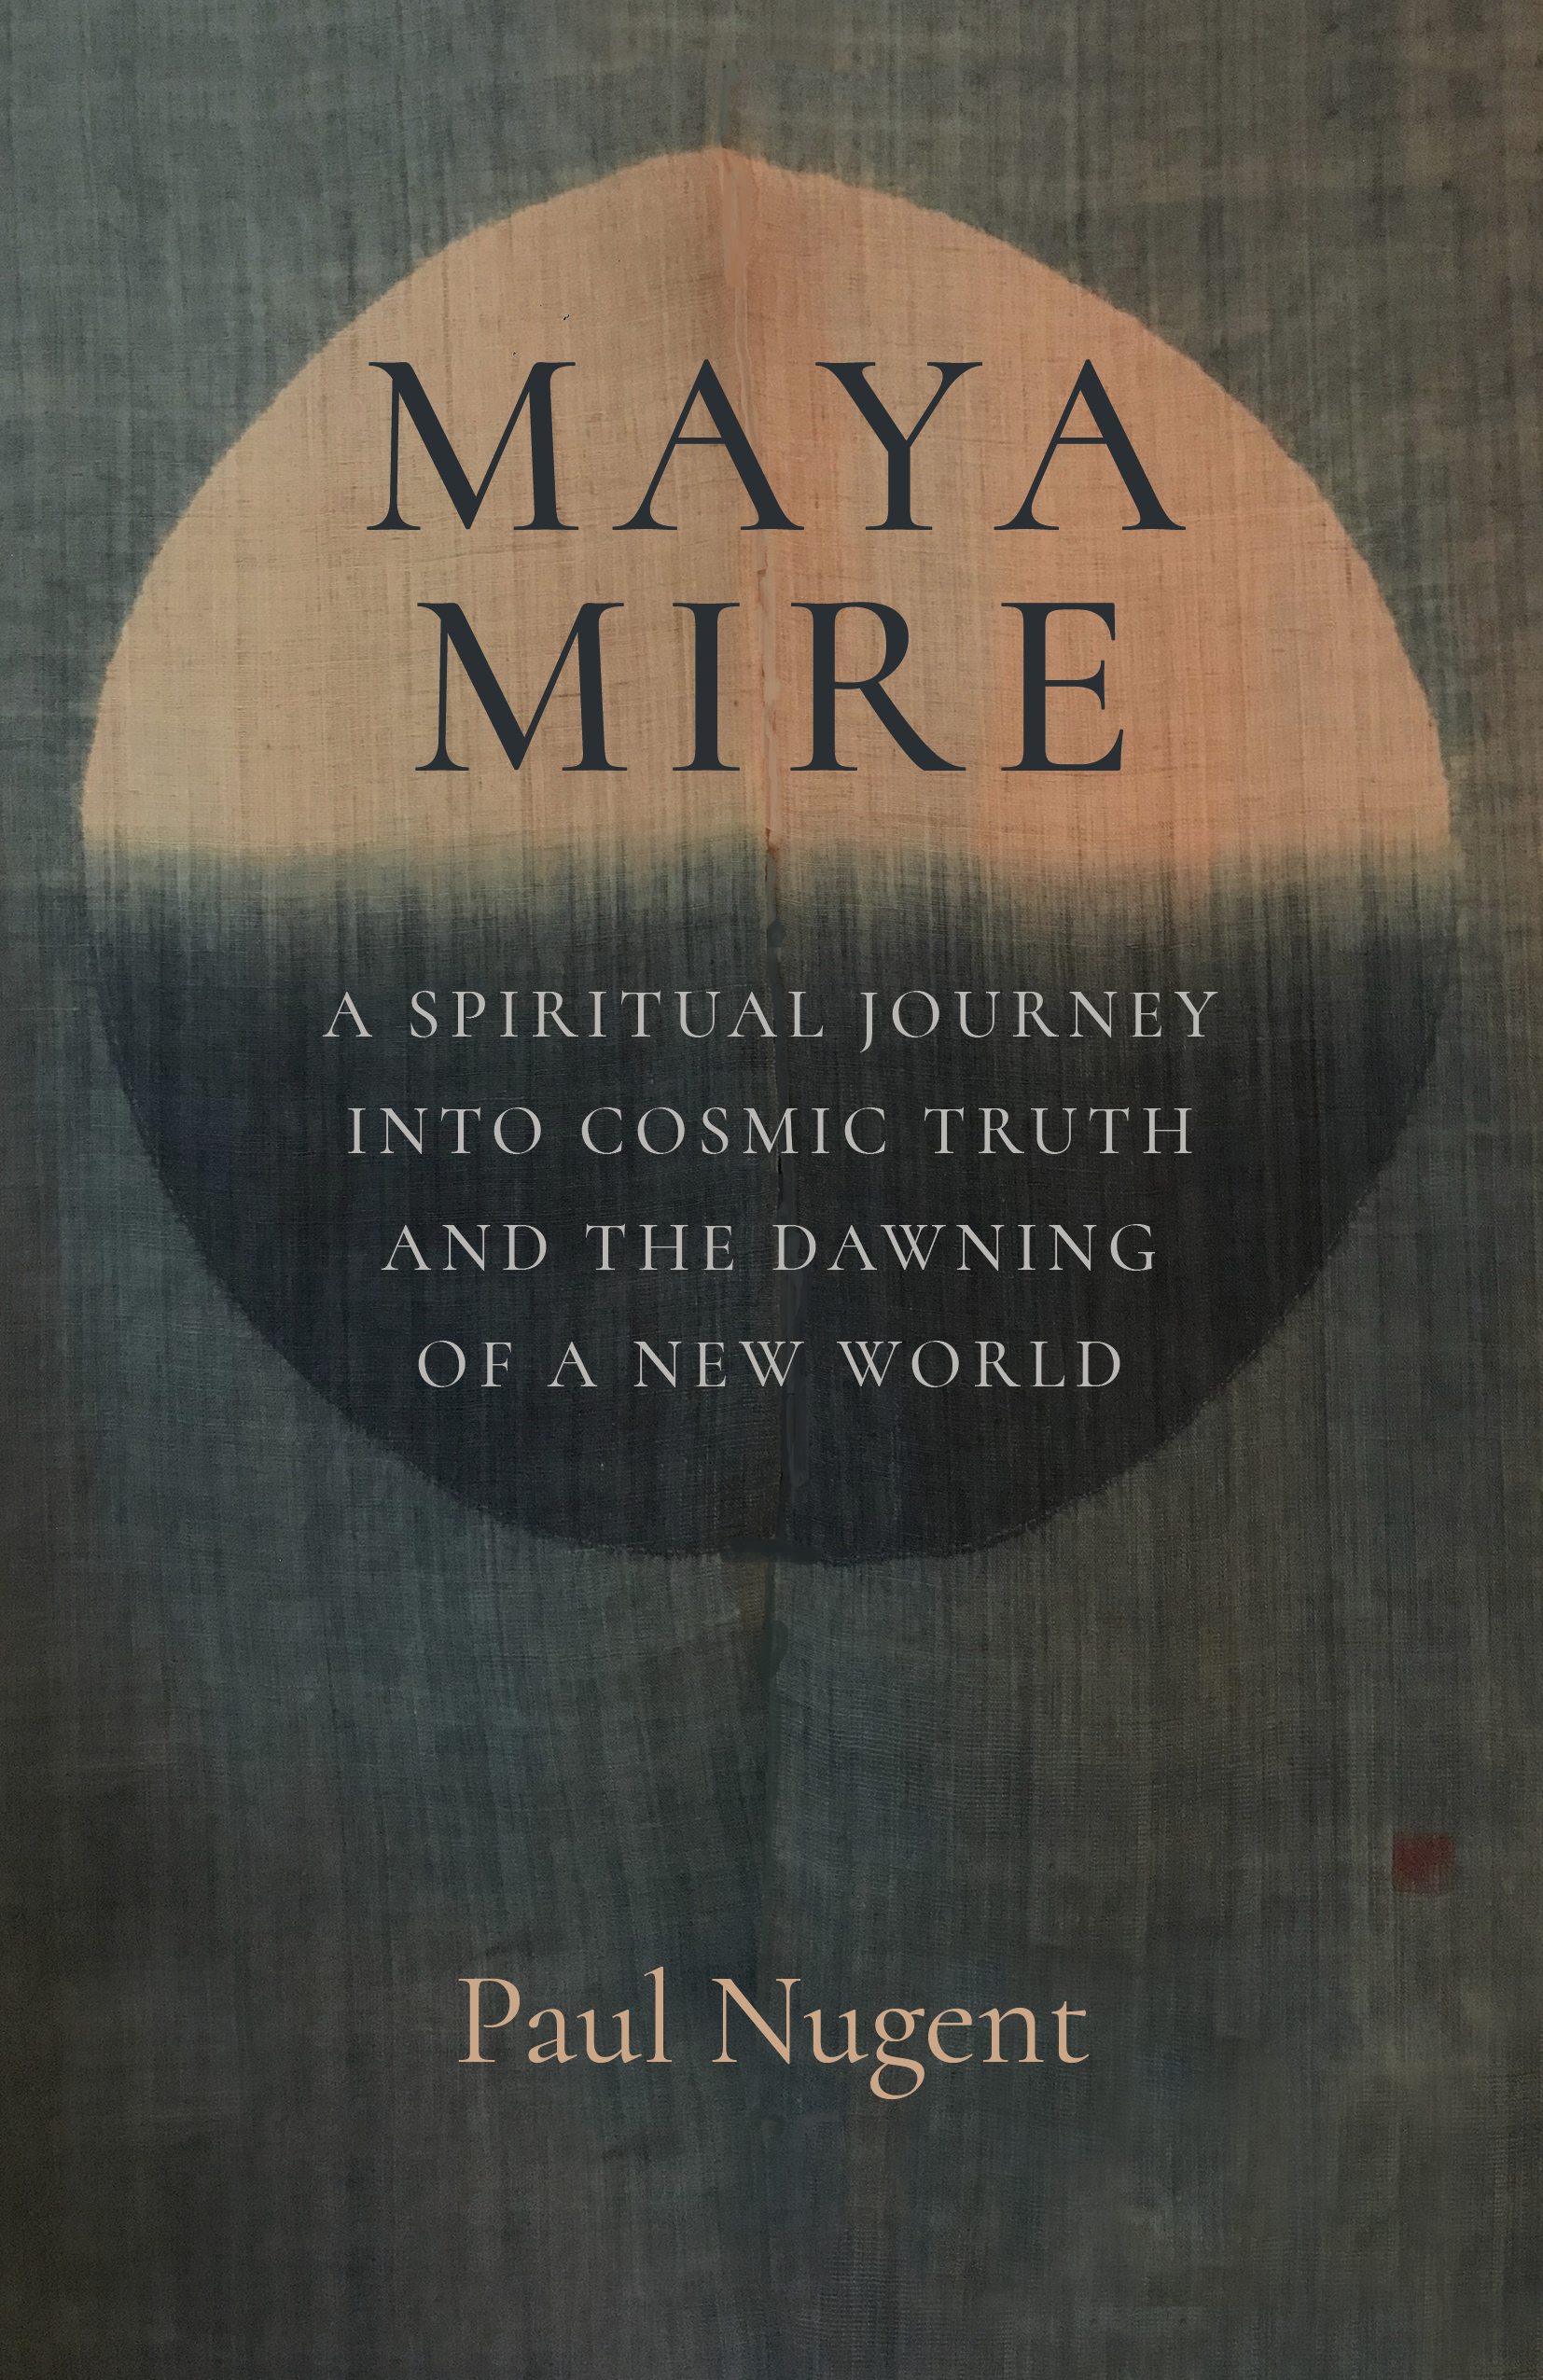 MAYA
MIRE
A SPIRITUAL JOURNEY
INTO COSMIC TRUTH
AND THE DAWNING
OF A NEW WORLD
Paul Nugent